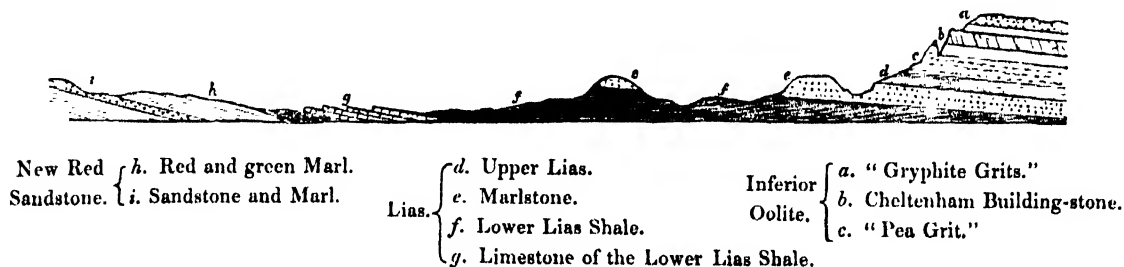 a
b
c
d
e
e
f
f
g
h
i
New Red Sandstone. { h. Red and green Marl.
i. Sandstone and Marl.
Lias. { d. Upper Lias.
e. Marlstone.
f. Lower Lias Shale.
g. Limestone of the Lower Lias Shale.
Inferior Oolite. { a. "Gryphite Grits."
b. Cheltenham Building-stone.
c. "Pea Grit."